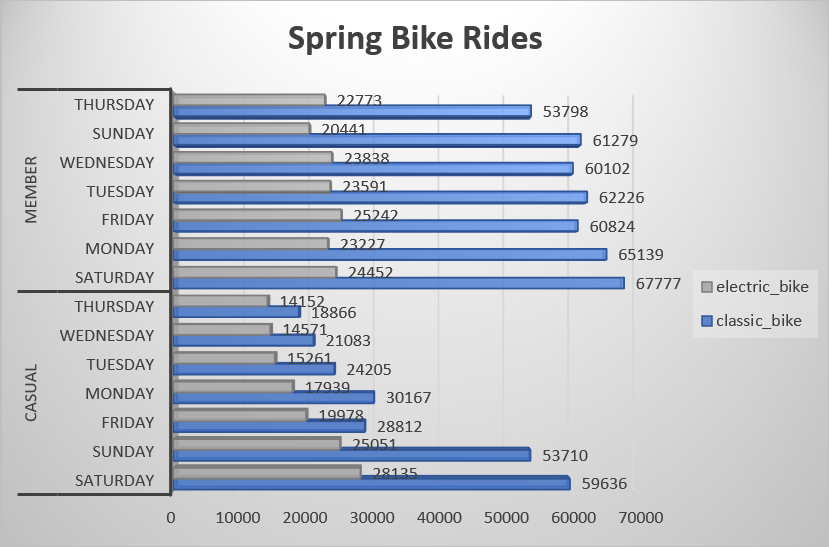 Spring Bike Rides
MEMBER
THURSDAY 22773 53798
SUNDAY 20441 61279
WEDNESDAY 23838 60102
TUESDAY 23591 62226
FRIDAY 25242 60824
MONDAY 23227 65139
SATURDAY 24452 67777
CASUAL
THURSDAY 14152 18866
WEDNESDAY 14571 21083
TUESDAY 15261 24205
MONDAY 17939 30167
FRIDAY 19978 28812
SUNDAY 25051 53710
SATURDAY 28135 59636
0 10000 20000 30000 40000 50000 60000 70000
electric_bike
classic_bike